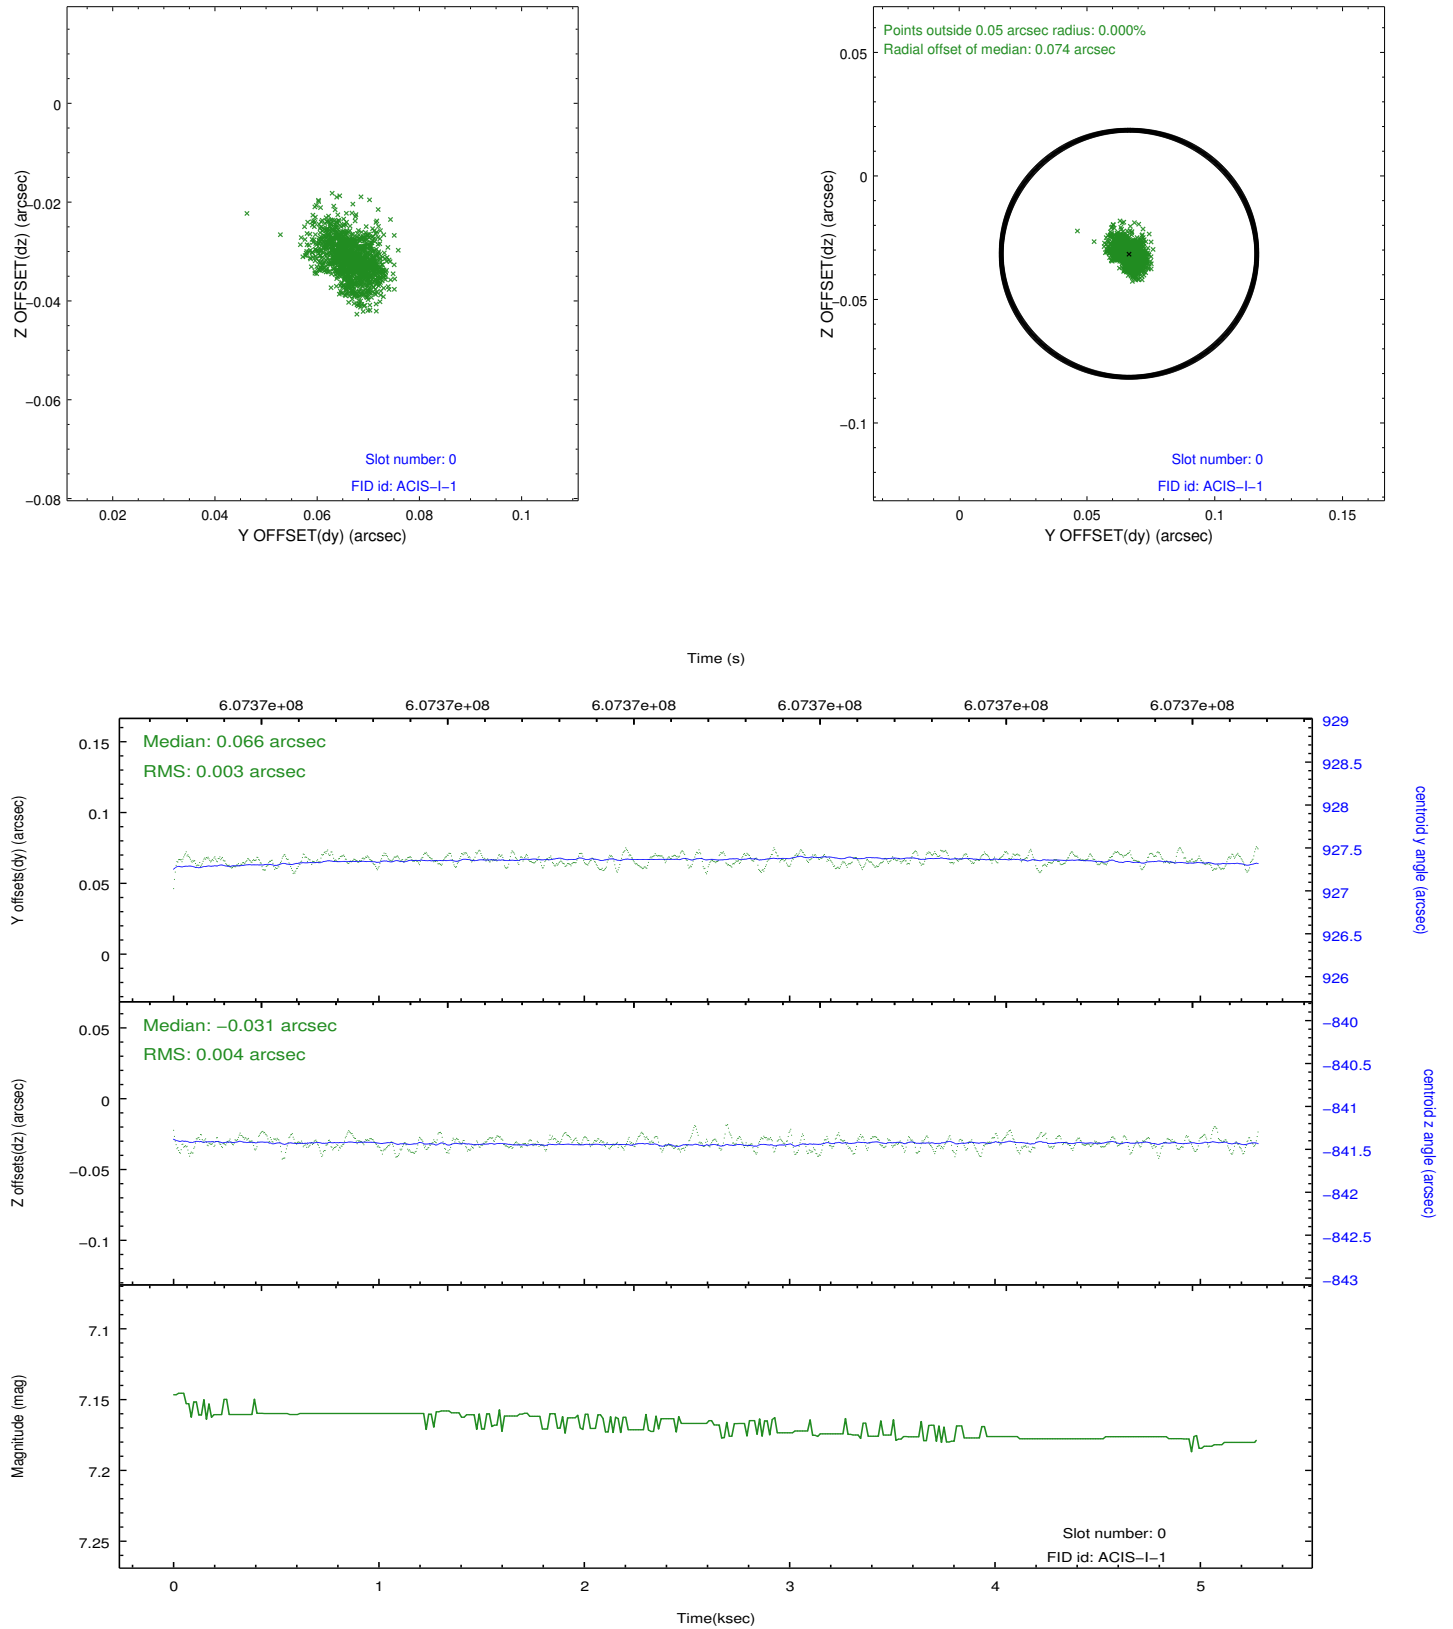 0
−0.02
−0.04
−0.06
−0.08
Z OFFSET(dz) (arcsec)
Slot number: 0
FID id: ACIS−I−1
0.02 0.04 0.06 0.08 0.1
Y OFFSET(dy) (arcsec)
Points outside 0.05 arcsec radius: 0.000%
Radial offset of median: 0.074 arcsec
0.05
0
−0.05
−0.1
Z OFFSET(dz) (arcsec)
Slot number: 0
FID id: ACIS−I−1
0 0.05 0.1 0.15
Y OFFSET(dy) (arcsec)
Time (s)
6.0737e+08 6.0737e+08 6.0737e+08 6.0737e+08 6.0737e+08 6.0737e+08
Median: 0.066 arcsec
RMS: 0.003 arcsec
0.15
0.1
0.05
0
Y offsets(dy) (arcsec)
929
928.5
928
927.5
927
926.5
926
centroid y angle (arcsec)
Median: −0.031 arcsec
RMS: 0.004 arcsec
0.05
0
−0.05
−0.1
Z offsets(dz) (arcsec)
−840
−840.5
−841
−841.5
−842
−842.5
−843
centroid z angle (arcsec)
7.1
7.15
7.2
7.25
Magnitude (mag)
Slot number: 0
FID id: ACIS−I−1
0 1 2 3 4 5
Time(ksec)